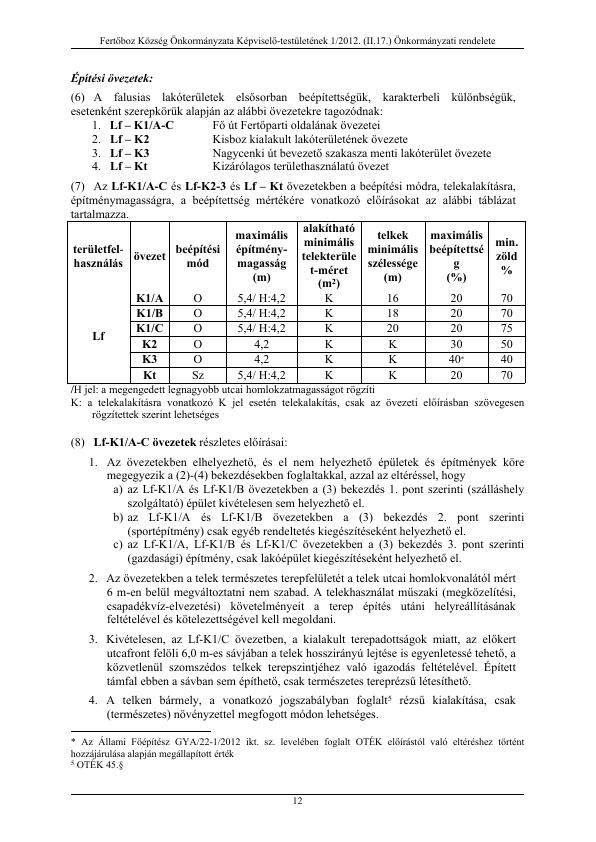 Fertőboz Község Önkormányzata Képviselő-testületének 1/2012. (II.17.) Önkormányzati rendelete
Építési övezetek:
(6) A falusias lakóterületek elsősorban beépítettségük, karakterbeli különbségük,
esetenként szerepkörük alapján az alábbi övezetekre tagozódnak:
1. Lf – K1/A-C Fő út Fertőparti oldalának övezetei
2. Lf – K2 Kisboz kialakult lakóterületének övezete
3. Lf – K3 Nagycenki út bevezető szakasza menti lakóterület övezete
4. Lf – Kt Kizárólagos területhasználatú övezet
(7) Az Lf-K1/A-C és Lf-K2-3 és Lf – Kt övezetekben a beépítési módra, telekalakításra,
építménymagasságra, a beépítettség mértékére vonatkozó előírásokat az alábbi táblázat
tartalmazza.
területfel-
használás
övezet
beépítési
mód
maximális
építmény-
magasság
(m)
alakítható
minimális
telekterüle
t-méret
(m²)
telkek
minimális
szélessége
(m)
maximális
beépítettsé
g
(%)
min.
zöld
%
Lf
K1/A O 5,4/ H:4,2 K 16 20 70
K1/B O 5,4/ H:4,2 K 18 20 70
K1/C O 5,4/ H:4,2 K 20 20 75
K2 O 4,2 K K 30 50
K3 O 4,2 K K 40* 40
Kt Sz 5,4/ H:4,2 K K 20 70
/H jel: a megengedett legnagyobb utcai homlokzatmagasságot rögzíti
K: a telekalakításra vonatkozó K jel esetén telekalakítás, csak az övezeti előírásban szövegesen
rögzítettek szerint lehetséges
(8) Lf-K1/A-C övezetek részletes előírásai:
1. Az övezetekben elhelyezhető, és el nem helyezhető épületek és építmények köre
megegyezik a (2)-(4) bekezdésekben foglaltakkal, azzal az eltéréssel, hogy
a) az Lf-K1/A és Lf-K1/B övezetekben a (3) bekezdés 1. pont szerinti (szálláshely
szolgáltató) épület kivételesen sem helyezhető el.
b) az Lf-K1/A és Lf-K1/B övezetekben a (3) bekezdés 2. pont szerinti
(sportépítmény) csak egyéb rendeltetés kiegészítéseként helyezhető el.
c) az Lf-K1/A, Lf-K1/B és Lf-K1/C övezetekben a (3) bekezdés 3. pont szerinti
(gazdasági) építmény, csak lakóépület kiegészítéseként helyezhető el.
2. Az övezetekben a telek természetes terepfelületét a telek utcai homlokvonalától mért
6 m-en belül megváltoztatni nem szabad. A telekhasználat műszaki (megközelítési,
csapadékvíz-elvezetési) követelményeit a terep építés utáni helyreállításának
feltételével és kötelezettségével kell megoldani.
3. Kivételesen, az Lf-K1/C övezetben, a kialakult terepadottságok miatt, az előkert
utcafront felőli 6,0 m-es sávjában a telek hosszirányú lejtése is egyenletessé tehető, a
közvetlenül szomszédos telkek terepszintjéhez való igazodás feltételével. Épített
támfal ebben a sávban sem építhető, csak természetes tereprézsű létesíthető.
4. A telken bármely, a vonatkozó jogszabályban foglalt⁵ rézsű kialakítása, csak
(természetes) növényzettel megfogott módon lehetséges.
* Az Állami Főépítész GYA/22-1/2012 ikt. sz. levelében foglalt OTÉK előírástól való eltéréshez történt
hozzájárulása alapján megállapított érték
⁵ OTÉK 45.§
12